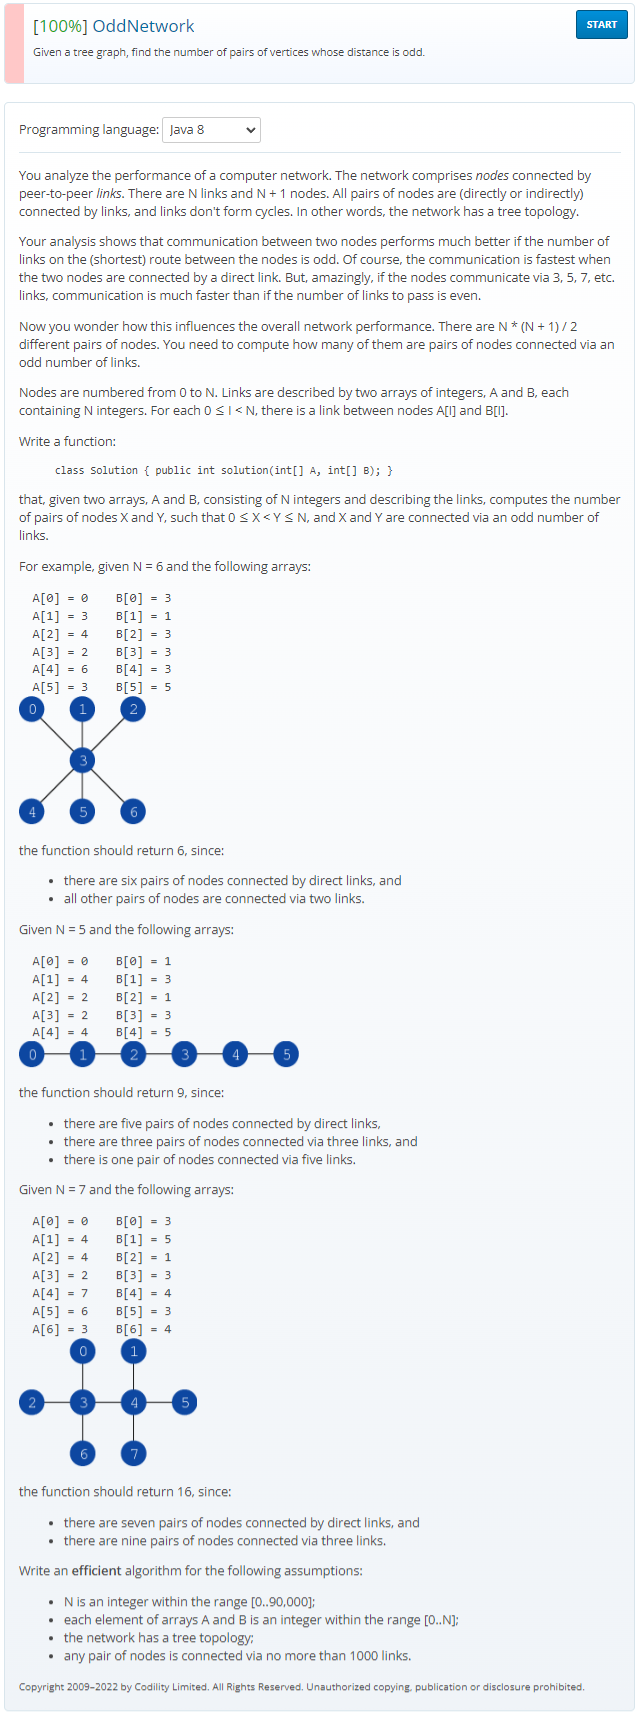 [100%] OddNetwork
START
Given a tree graph, find the number of pairs of vertices whose distance is odd.
Programming language: Java 8
You analyze the performance of a computer network. The network comprises nodes connected by
peer-to-peer links. There are N links and N + 1 nodes. All pairs of nodes are (directly or indirectly)
connected by links, and links don't form cycles. In other words, the network has a tree topology.
Your analysis shows that communication between two nodes performs much better if the number of
links on the (shortest) route between the nodes is odd. Of course, the communication is fastest when
the two nodes are connected by a direct link. But, amazingly, if the nodes communicate via 3, 5, 7, etc.
links, communication is much faster than if the number of links to pass is even.
Now you wonder how this influences the overall network performance. There are N * (N + 1) / 2
different pairs of nodes. You need to compute how many of them are pairs of nodes connected via an
odd number of links.
Nodes are numbered from 0 to N. Links are described by two arrays of integers, A and B, each
containing N integers. For each 0 ≤ I < N, there is a link between nodes A[I] and B[I].
Write a function:
class Solution { public int solution(int[] A, int[] B); }
that, given two arrays, A and B, consisting of N integers and describing the links, computes the number
of pairs of nodes X and Y, such that 0 ≤ X < Y ≤ N, and X and Y are connected via an odd number of
links.
For example, given N = 6 and the following arrays:
A[0] = 0 B[0] = 3
A[1] = 3 B[1] = 1
A[2] = 4 B[2] = 3
A[3] = 2 B[3] = 3
A[4] = 6 B[4] = 3
A[5] = 3 B[5] = 5
0 1 2
3
4 5 6
the function should return 6, since:
• there are six pairs of nodes connected by direct links, and
• all other pairs of nodes are connected via two links.
Given N = 5 and the following arrays:
A[0] = 0 B[0] = 1
A[1] = 4 B[1] = 3
A[2] = 2 B[2] = 1
A[3] = 2 B[3] = 3
A[4] = 4 B[4] = 5
0 1 2 3 4 5
the function should return 9, since:
• there are five pairs of nodes connected by direct links,
• there are three pairs of nodes connected via three links, and
• there is one pair of nodes connected via five links.
Given N = 7 and the following arrays:
A[0] = 0 B[0] = 3
A[1] = 4 B[1] = 5
A[2] = 4 B[2] = 1
A[3] = 2 B[3] = 3
A[4] = 7 B[4] = 4
A[5] = 6 B[5] = 3
A[6] = 3 B[6] = 4
0 1
2 3 4 5
6 7
the function should return 16, since:
• there are seven pairs of nodes connected by direct links, and
• there are nine pairs of nodes connected via three links.
Write an efficient algorithm for the following assumptions:
• N is an integer within the range [0..90,000];
• each element of arrays A and B is an integer within the range [0..N];
• the network has a tree topology;
• any pair of nodes is connected via no more than 1000 links.
Copyright 2009–2022 by Codility Limited. All Rights Reserved. Unauthorized copying, publication or disclosure prohibited.